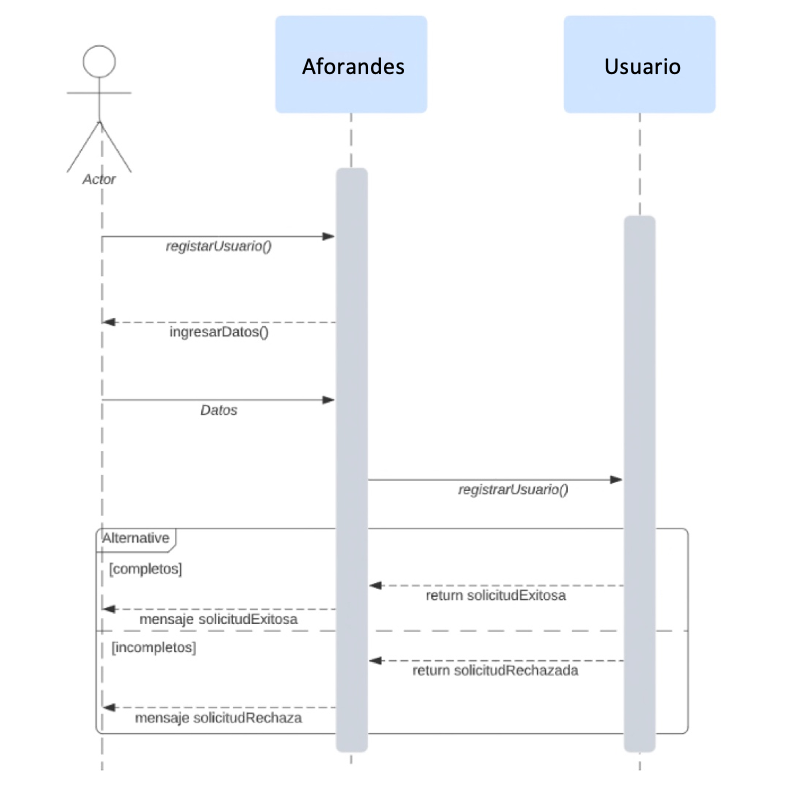 Aforandes
Usuario
Actor
registarUsuario()
ingresarDatos()
Datos
registrarUsuario()
Alternative
[completos]
return solicitudExitosa
mensaje solicitudExitosa
[incompletos]
return solicitudRechazada
mensaje solicitudRechaza